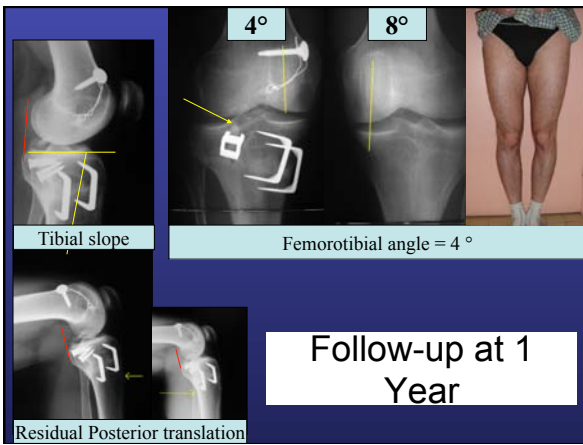 4°
8°
Tibial slope
Femorotibial angle = 4 °
Follow-up at 1
Year
Residual Posterior translation